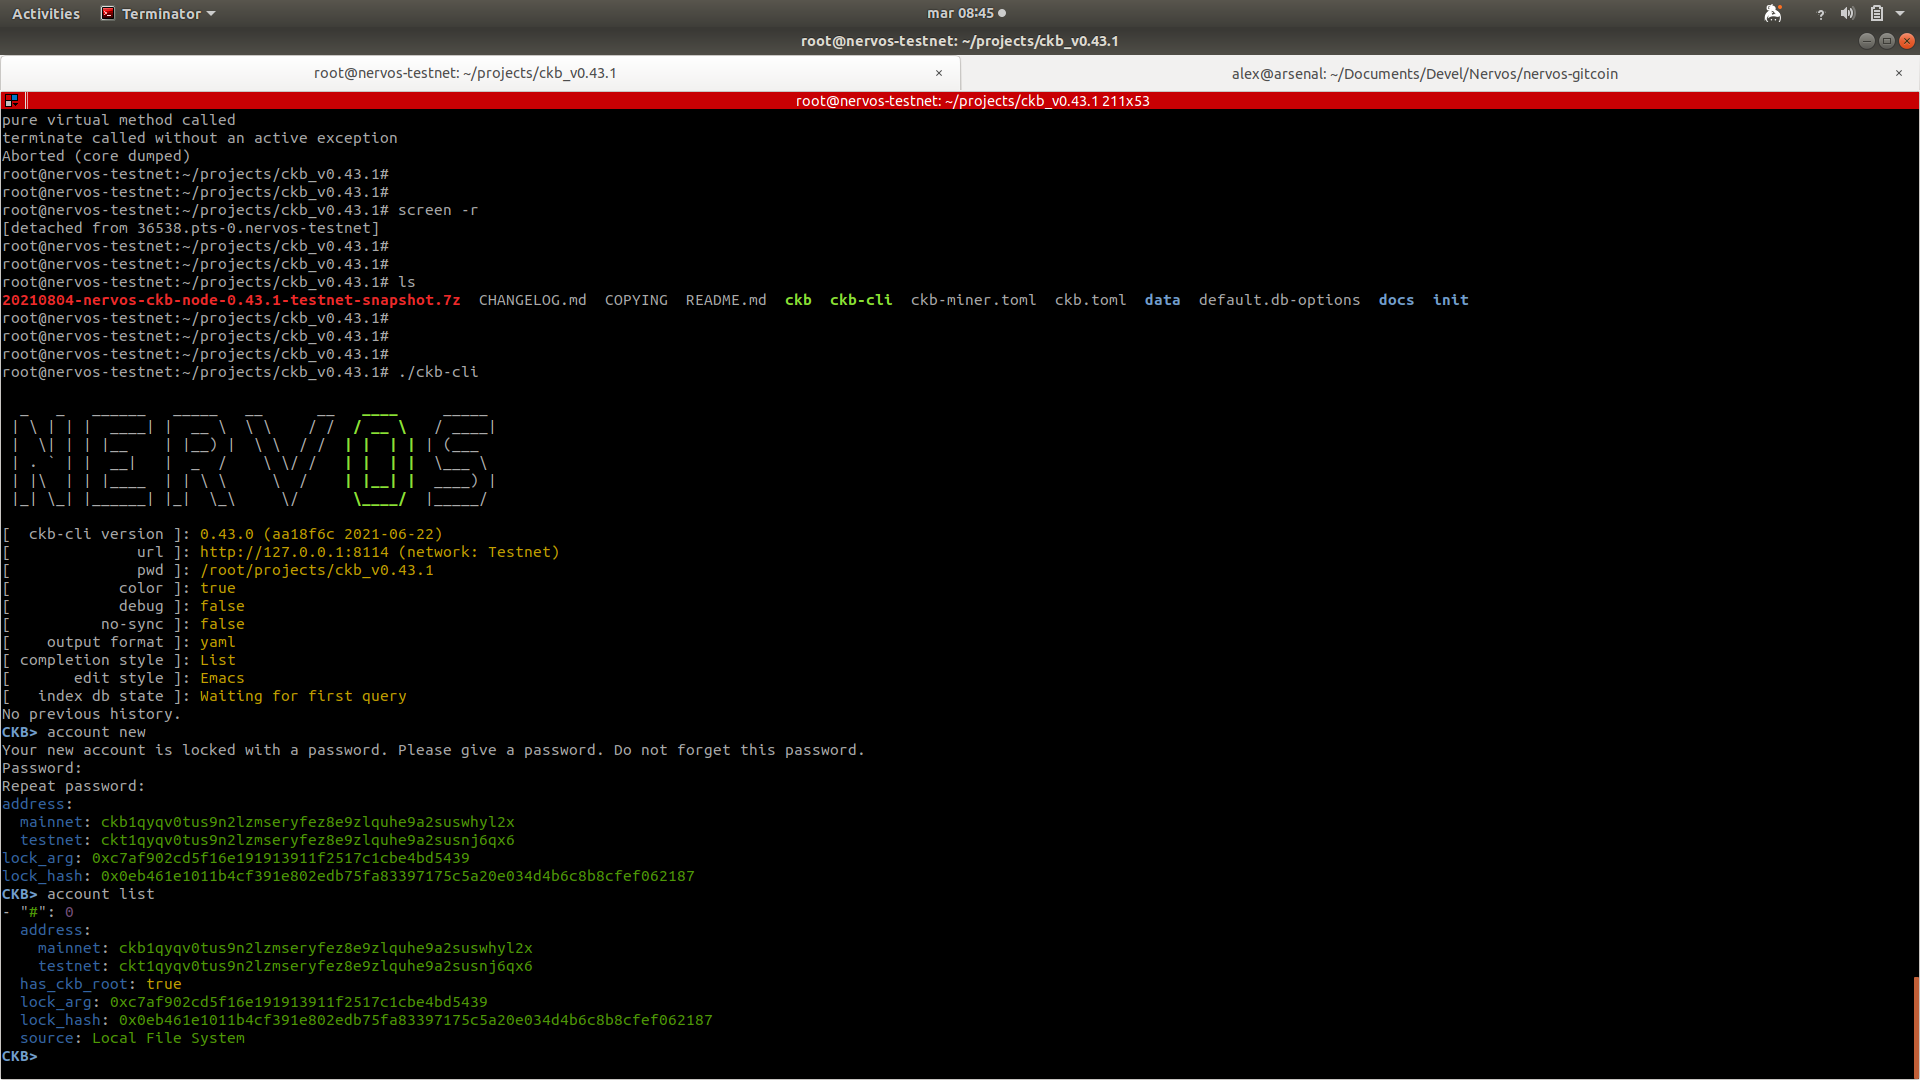 Activities Terminator mar 08:45
root@nervos-testnet: ~/projects/ckb_v0.43.1
root@nervos-testnet: ~/projects/ckb_v0.43.1 × alex@arsenal: ~/Documents/Devel/Nervos/nervos-gitcoin ×
root@nervos-testnet: ~/projects/ckb_v0.43.1 211x53
pure virtual method called
terminate called without an active exception
Aborted (core dumped)
root@nervos-testnet:~/projects/ckb_v0.43.1#
root@nervos-testnet:~/projects/ckb_v0.43.1#
root@nervos-testnet:~/projects/ckb_v0.43.1# screen -r
[detached from 36538.pts-0.nervos-testnet]
root@nervos-testnet:~/projects/ckb_v0.43.1#
root@nervos-testnet:~/projects/ckb_v0.43.1#
root@nervos-testnet:~/projects/ckb_v0.43.1# ls
20210804-nervos-ckb-node-0.43.1-testnet-snapshot.7z CHANGELOG.md COPYING README.md ckb ckb-cli ckb-miner.toml ckb.toml data default.db-options docs init
root@nervos-testnet:~/projects/ckb_v0.43.1#
root@nervos-testnet:~/projects/ckb_v0.43.1#
root@nervos-testnet:~/projects/ckb_v0.43.1#
root@nervos-testnet:~/projects/ckb_v0.43.1# ./ckb-cli
NERVOS
[ ckb-cli version ]: 0.43.0 (aa18f6c 2021-06-22)
[ url ]: http://127.0.0.1:8114 (network: Testnet)
[ pwd ]: /root/projects/ckb_v0.43.1
[ color ]: true
[ debug ]: false
[ no-sync ]: false
[ output format ]: yaml
[ completion style ]: List
[ edit style ]: Emacs
[ index db state ]: Waiting for first query
No previous history.
CKB> account new
Your new account is locked with a password. Please give a password. Do not forget this password.
Password:
Repeat password:
address:
mainnet: ckb1qyqv0tus9n2lzmseryfez8e9zlquhe9a2suswhyl2x
testnet: ckt1qyqv0tus9n2lzmseryfez8e9zlquhe9a2susnj6qx6
lock_arg: 0xc7af902cd5f16e191913911f2517c1cbe4bd5439
lock_hash: 0x0eb461e1011b4cf391e802edb75fa83397175c5a20e034d4b6c8b8cfef062187
CKB> account list
- "#": 0
address:
mainnet: ckb1qyqv0tus9n2lzmseryfez8e9zlquhe9a2suswhyl2x
testnet: ckt1qyqv0tus9n2lzmseryfez8e9zlquhe9a2susnj6qx6
has_ckb_root: true
lock_arg: 0xc7af902cd5f16e191913911f2517c1cbe4bd5439
lock_hash: 0x0eb461e1011b4cf391e802edb75fa83397175c5a20e034d4b6c8b8cfef062187
source: Local File System
CKB>